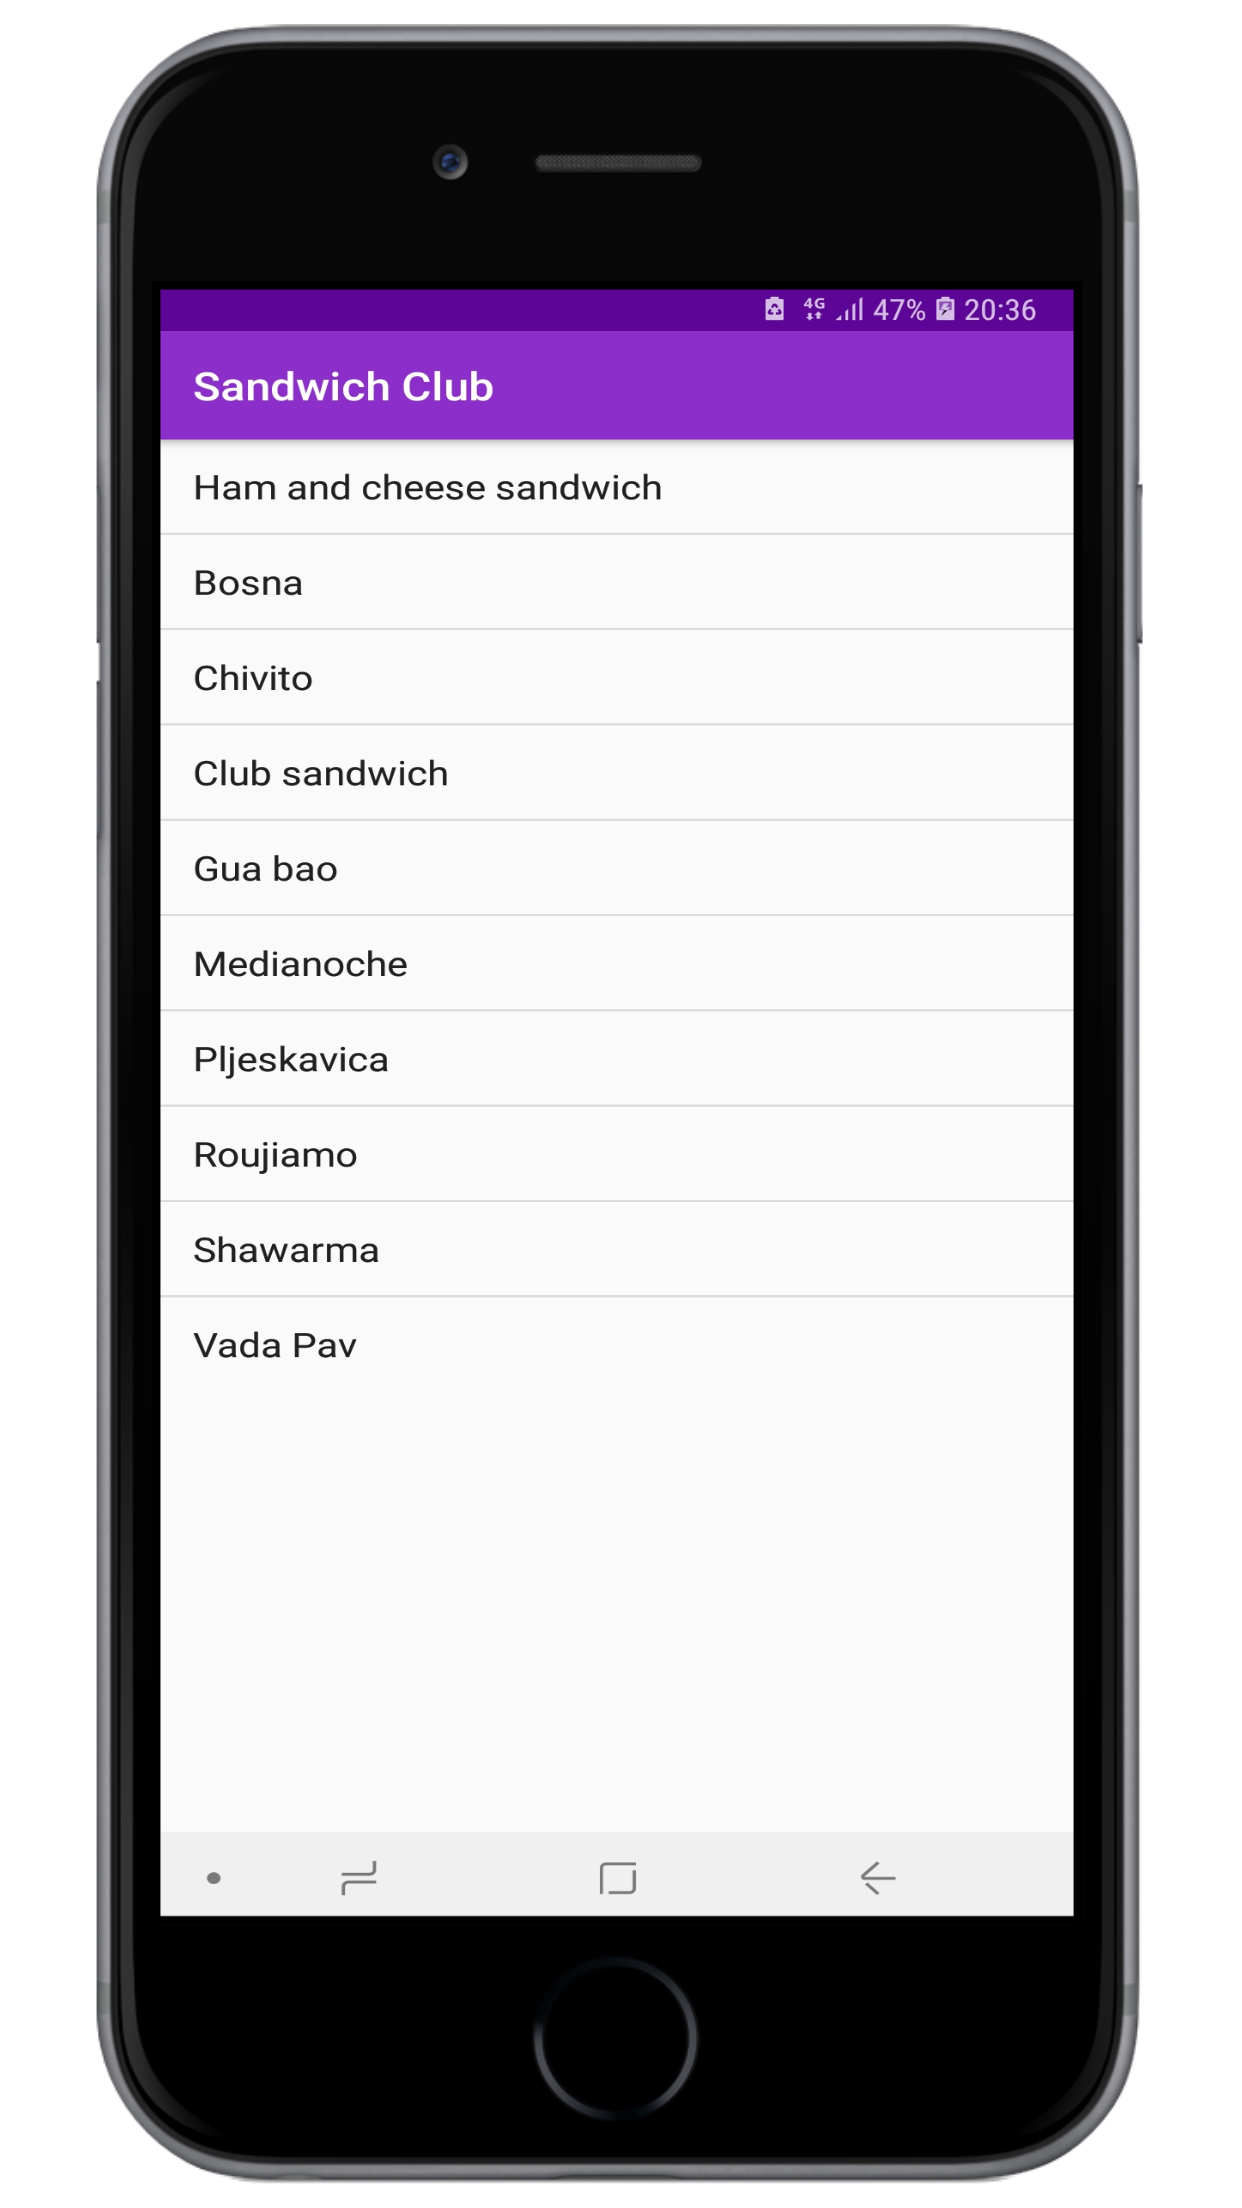 4G 47% 20:36
Sandwich Club
Ham and cheese sandwich
Bosna
Chivito
Club sandwich
Gua bao
Medianoche
Pljeskavica
Roujiamo
Shawarma
Vada Pav